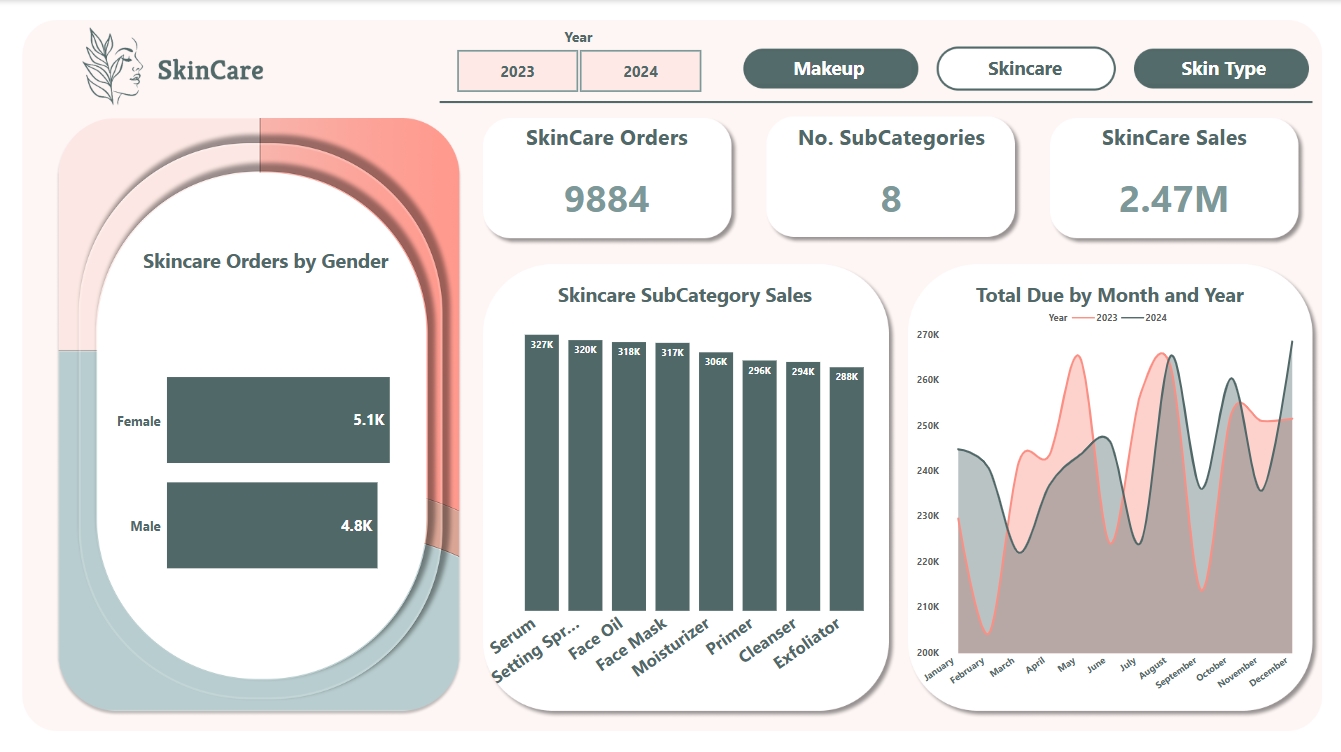 SkinCare
Year
2023
2024
Makeup
Skincare
Skin Type
SkinCare Orders
9884
No. SubCategories
8
SkinCare Sales
2.47M
Skincare Orders by Gender
Female
5.1K
Male
4.8K
Skincare SubCategory Sales
327K
320K
318K
317K
306K
296K
294K
288K
Serum
Setting Spr...
Face Oil
Face Mask
Moisturizer
Primer
Cleanser
Exfoliator
Total Due by Month and Year
Year 2023 2024
270K
260K
250K
240K
230K
220K
210K
200K
January
February
March
April
May
June
July
August
September
October
November
December